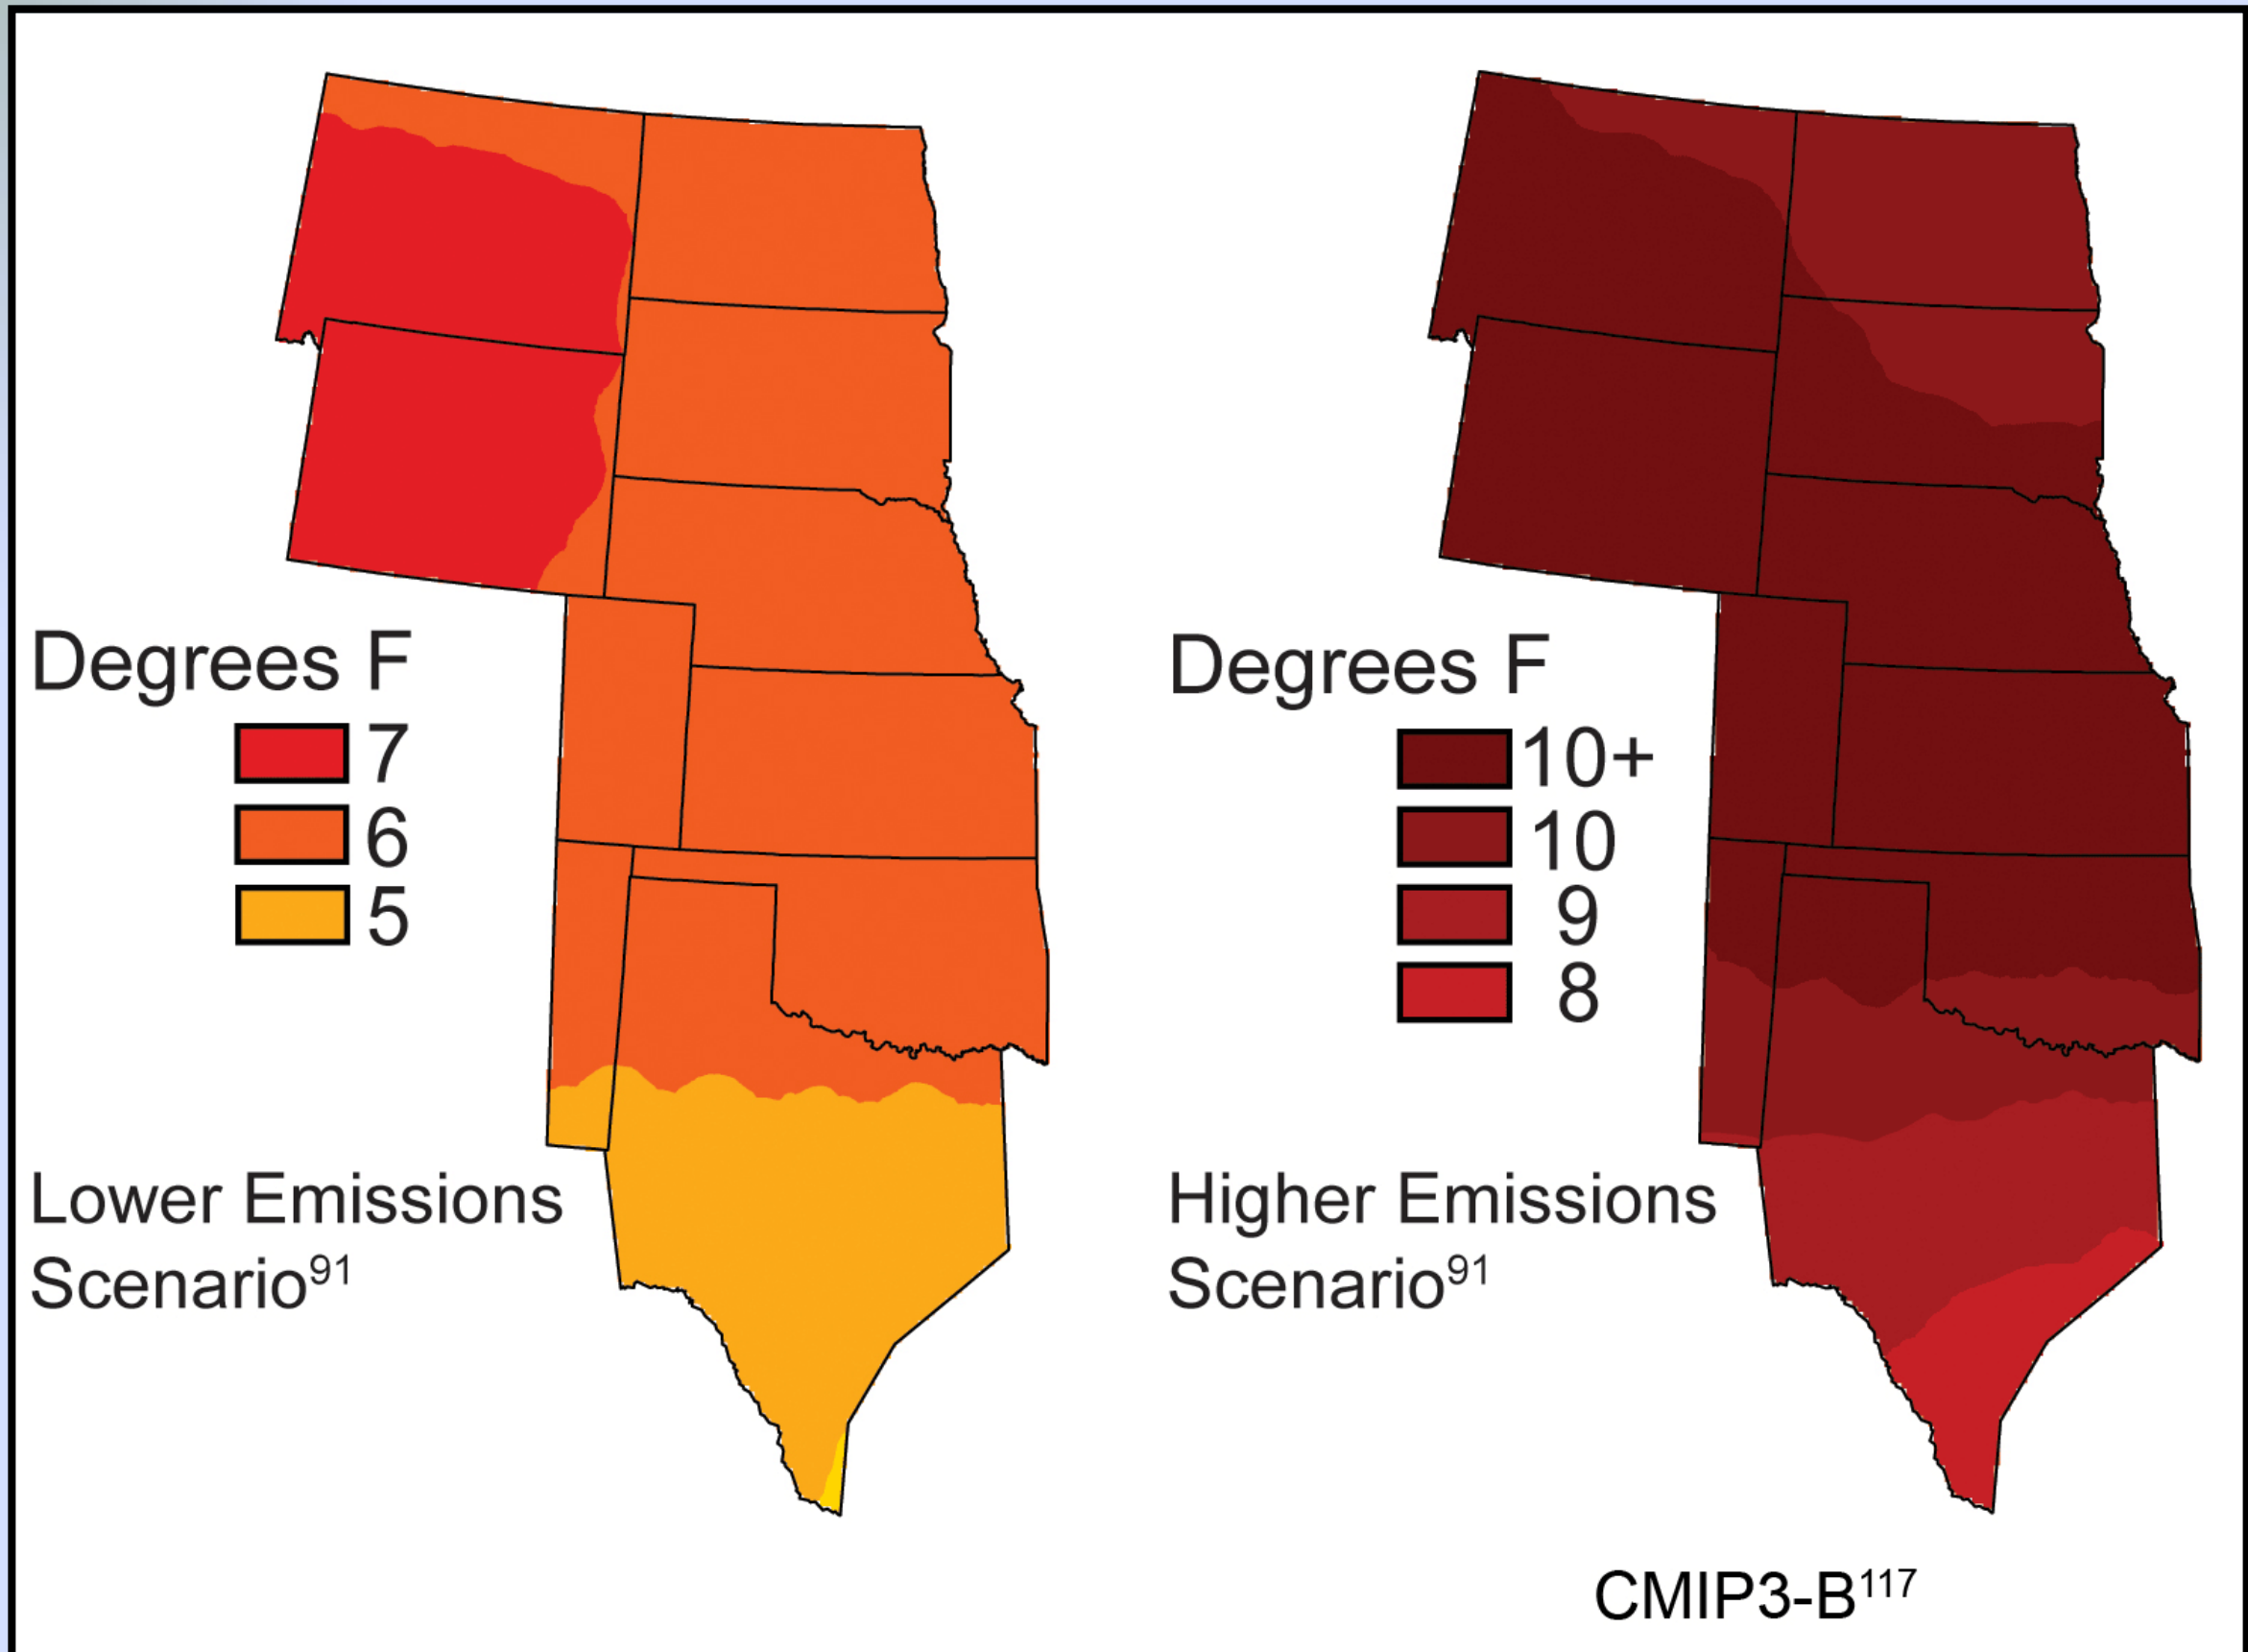 Degrees F
7
6
5
Lower Emissions
Scenario⁹¹
Degrees F
10+
10
9
8
Higher Emissions
Scenario⁹¹
CMIP3-B¹¹⁷